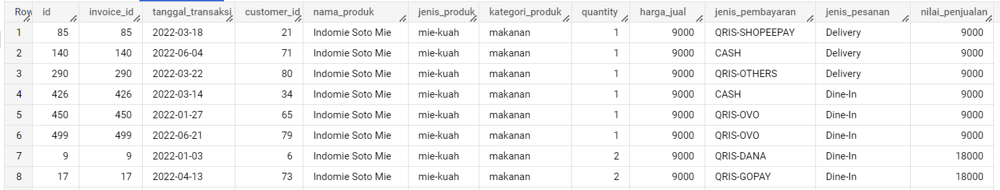 Row id invoice_id tanggal_transaksi customer_id nama_produk jenis_produk kategori_produk quantity harga_jual jenis_pembayaran jenis_pesanan nilai_penjualan
1 85 85 2022-03-18 21 Indomie Soto Mie mie-kuah makanan 1 9000 QRIS-SHOPEEPAY Delivery 9000
2 140 140 2022-06-04 71 Indomie Soto Mie mie-kuah makanan 1 9000 CASH Delivery 9000
3 290 290 2022-03-22 80 Indomie Soto Mie mie-kuah makanan 1 9000 QRIS-OTHERS Delivery 9000
4 426 426 2022-03-14 34 Indomie Soto Mie mie-kuah makanan 1 9000 CASH Dine-In 9000
5 450 450 2022-01-27 65 Indomie Soto Mie mie-kuah makanan 1 9000 QRIS-OVO Dine-In 9000
6 499 499 2022-06-21 79 Indomie Soto Mie mie-kuah makanan 1 9000 QRIS-OVO Dine-In 9000
7 9 9 2022-01-03 6 Indomie Soto Mie mie-kuah makanan 2 9000 QRIS-DANA Dine-In 18000
8 17 17 2022-04-13 73 Indomie Soto Mie mie-kuah makanan 2 9000 QRIS-GOPAY Dine-In 18000